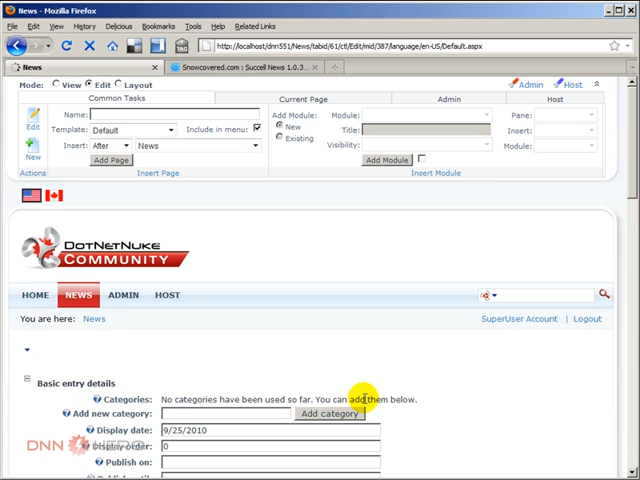 News - Mozilla Firefox
File Edit View History Delicious Bookmarks Tools Help Related Links
TAG http://localhost/dnn551/News/tabid/61/ctl/Edit/mid/387/language/en-US/Default.aspx
News Snowcovered.com : Succell News 1.0.3...
Mode: View Edit Layout Admin Host
Common Tasks Current Page Admin Host
Edit New Actions
Name:
Template: Default Include in menu:
Insert: After News
Add Page
Insert Page
Add Module: New Existing
Module: Pane:
Title: Insert:
Visibility: Module:
Add Module
Insert Module
DOTNETNUKE
COMMUNITY
HOME NEWS ADMIN HOST
You are here: News SuperUser Account | Logout
Basic entry details
Categories: No categories have been used so far. You can add them below.
Add new category: Add category
Display date: 9/25/2010
Display order: 0
Publish on:
Publish until:
DNN HERO